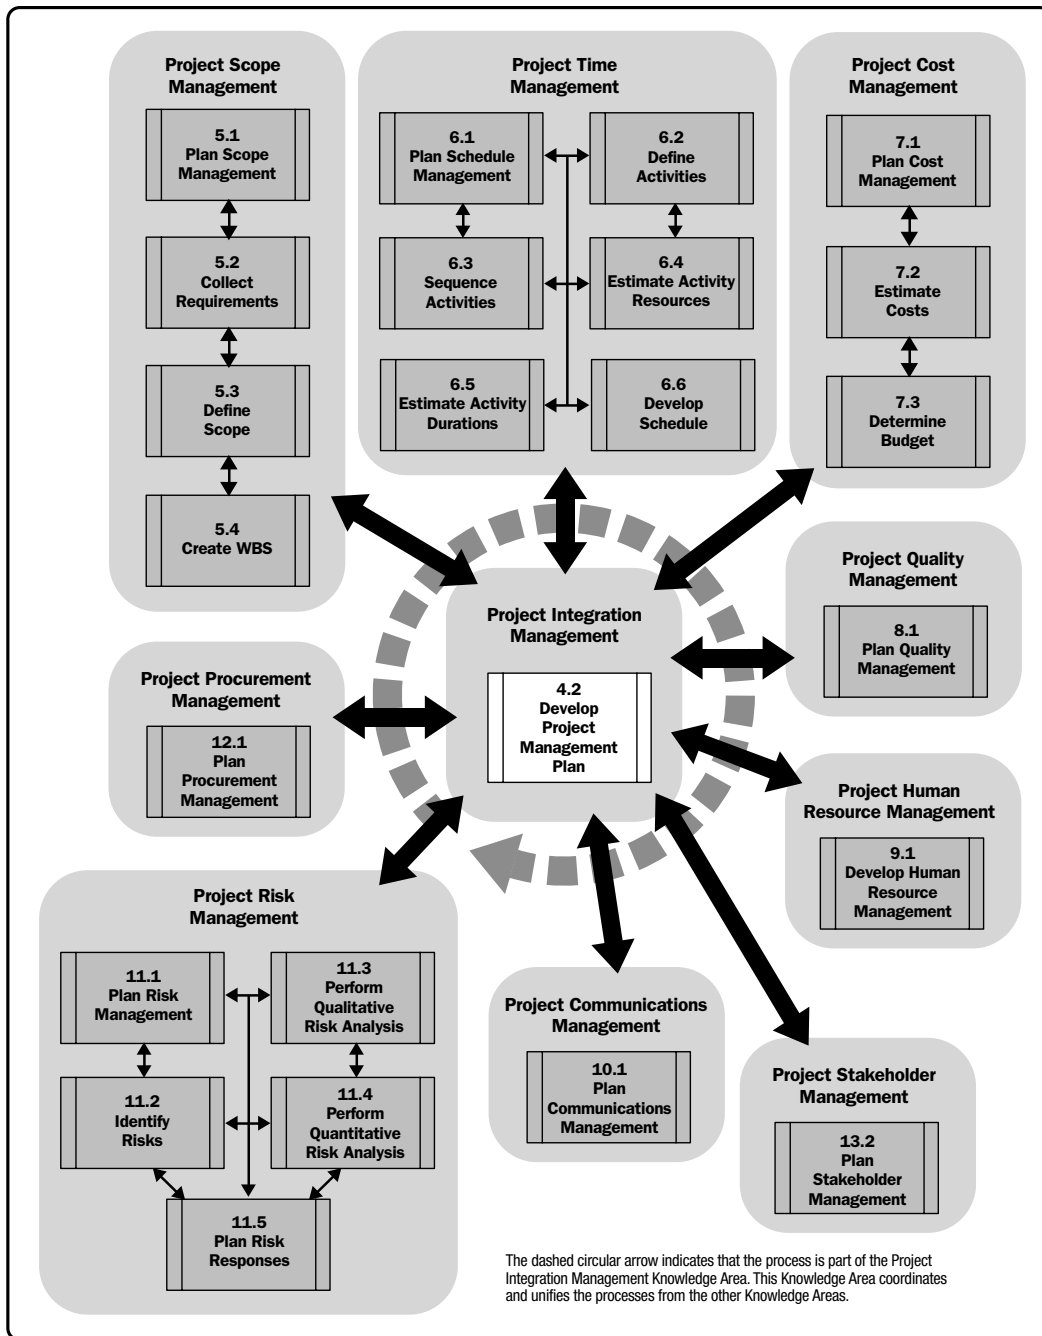 Project Scope
Management
5.1
Plan Scope
Management
5.2
Collect
Requirements
5.3
Define
Scope
5.4
Create WBS
Project Time
Management
6.1
Plan Schedule
Management
6.2
Define
Activities
6.3
Sequence
Activities
6.4
Estimate Activity
Resources
6.5
Estimate Activity
Durations
6.6
Develop
Schedule
Project Cost
Management
7.1
Plan Cost
Management
7.2
Estimate
Costs
7.3
Determine
Budget
Project Integration
Management
4.2
Develop
Project
Management
Plan
Project Quality
Management
8.1
Plan Quality
Management
Project Procurement
Management
12.1
Plan
Procurement
Management
Project Human
Resource Management
9.1
Develop Human
Resource
Management
Project Risk
Management
11.1
Plan Risk
Management
11.3
Perform
Qualitative
Risk Analysis
11.2
Identify
Risks
11.4
Perform
Quantitative
Risk Analysis
11.5
Plan Risk
Responses
Project Communications
Management
10.1
Plan
Communications
Management
Project Stakeholder
Management
13.2
Plan
Stakeholder
Management
The dashed circular arrow indicates that the process is part of the Project
Integration Management Knowledge Area. This Knowledge Area coordinates
and unifies the processes from the other Knowledge Areas.